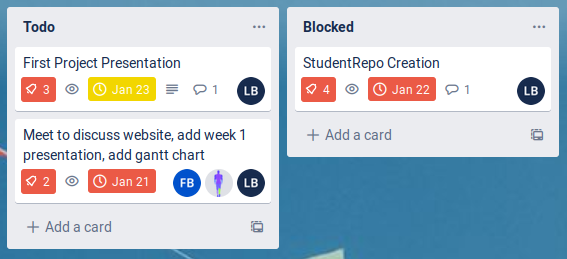 Todo
First Project Presentation
3 Jan 23 1 LB
Meet to discuss website, add week 1
presentation, add gantt chart
2 Jan 21 FB LB
+ Add a card
Blocked
StudentRepo Creation
4 Jan 22 1 LB
+ Add a card